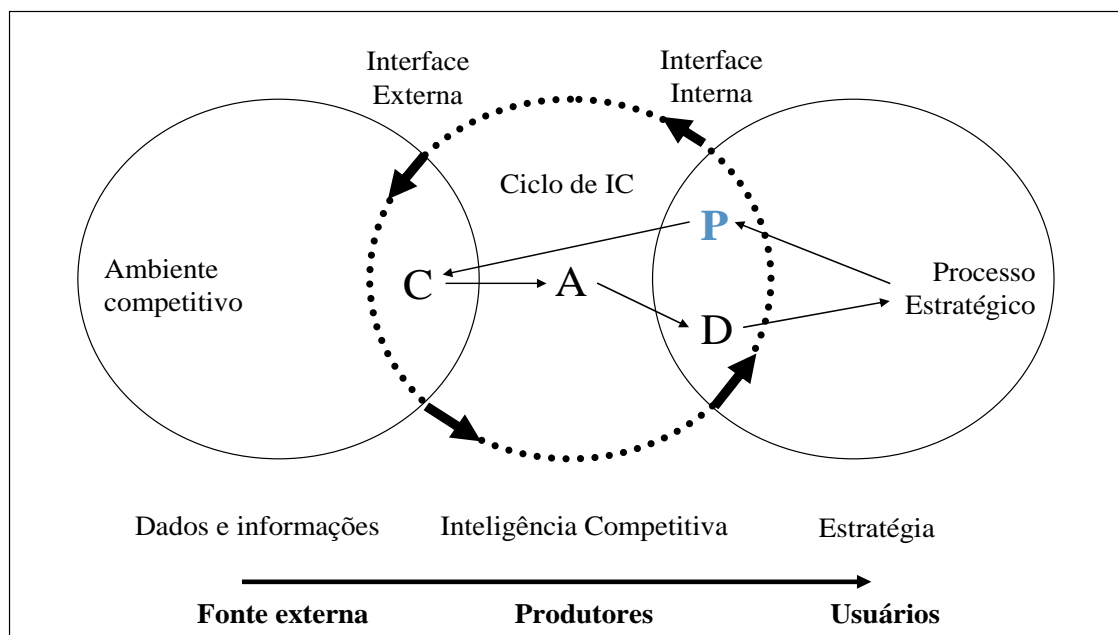 Interface
Externa
Interface
Interna
Ciclo de IC
P
Ambiente
competitivo
C
A
Processo
Estratégico
D
Dados e informações
Inteligência Competitiva
Estratégia
Fonte externa
Produtores
Usuários